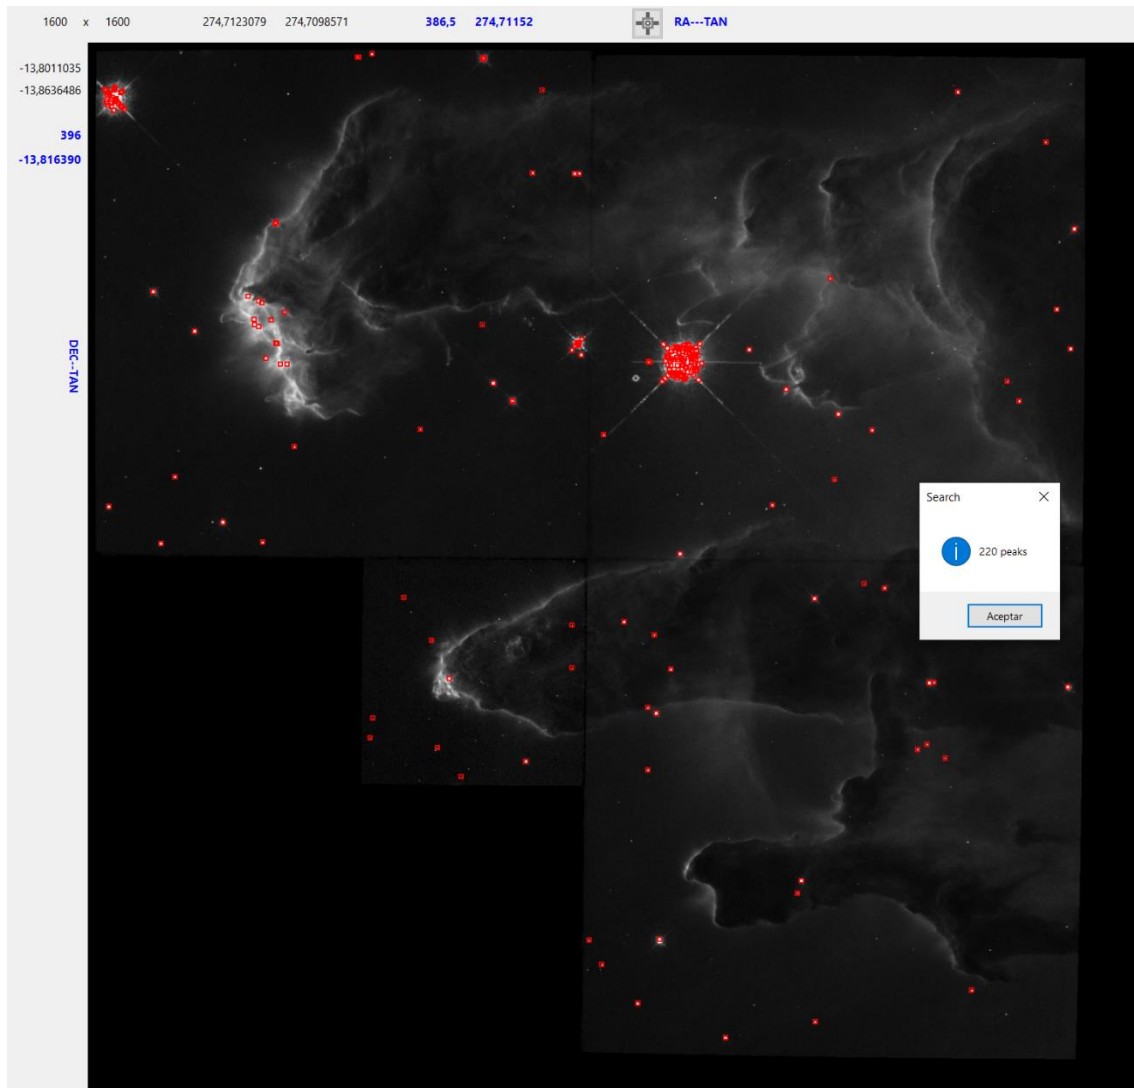 1600 x 1600 274,7123079 274,7098571 386,5 274,71152 RA---TAN
-13,8011035
-13,8636486
396
-13,816390
DEC--TAN
Search
220 peaks
Aceptar